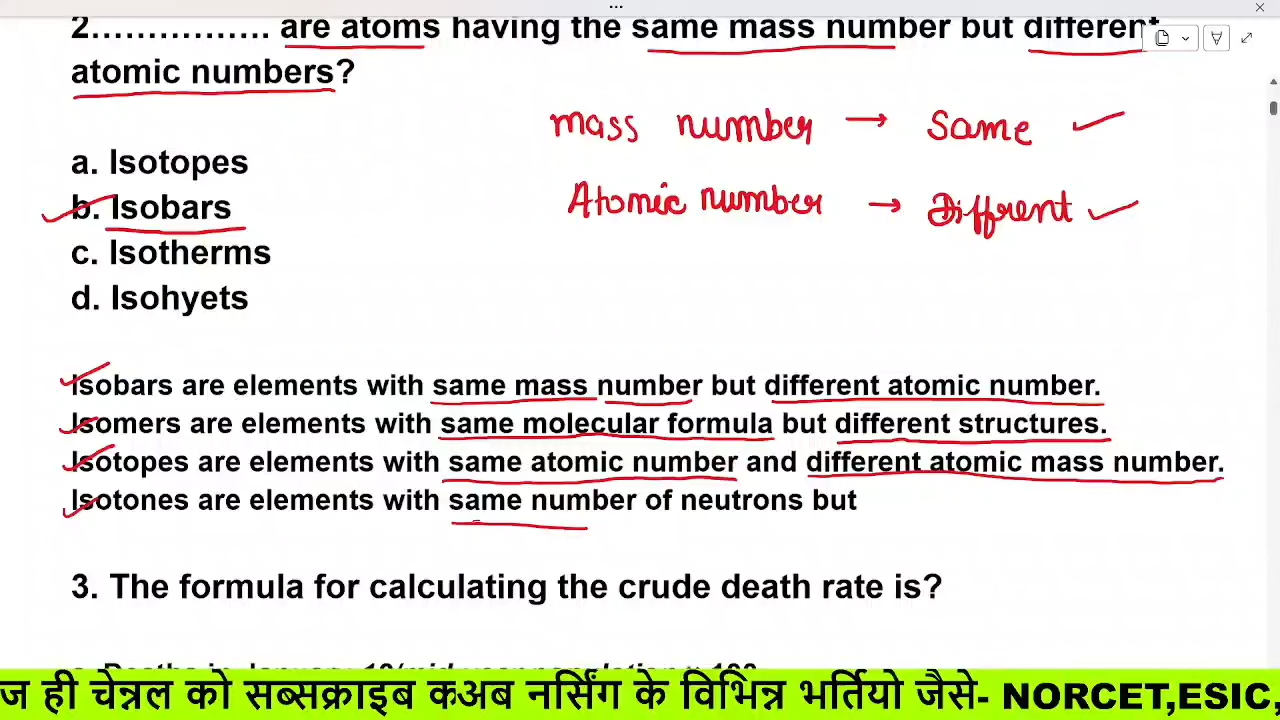 2................ are atoms having the same mass number but different
atomic numbers?
mass number → Same ✓
a. Isotopes
Atomic number → Diffrent ✓
b. Isobars
c. Isotherms
d. Isohyets
Isobars are elements with same mass number but different atomic number.
Isomers are elements with same molecular formula but different structures.
Isotopes are elements with same atomic number and different atomic mass number.
Isotones are elements with same number of neutrons but
3. The formula for calculating the crude death rate is?
ज ही चेन्नल को सब्सक्राइब कअब नर्सिंग के विभिन्न भर्तियो जैसे- NORCET,ESIC,